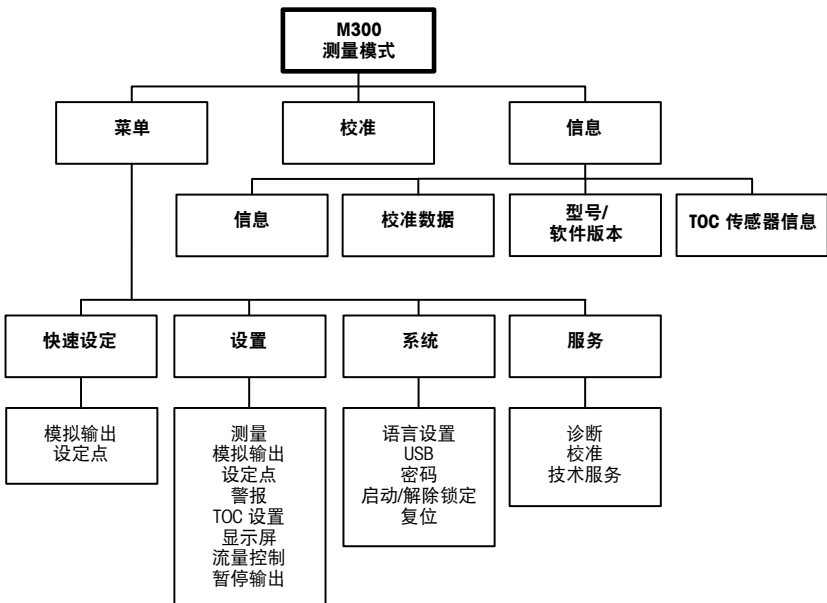 M300
测量模式
菜单
校准
信息
信息
校准数据
型号/
软件版本
TOC 传感器信息
快速设定
设置
系统
服务
模拟输出
设定点
测量
模拟输出
设定点
警报
TOC 设置
显示屏
流量控制
暂停输出
语言设置
USB
密码
启动/解除锁定
复位
诊断
校准
技术服务